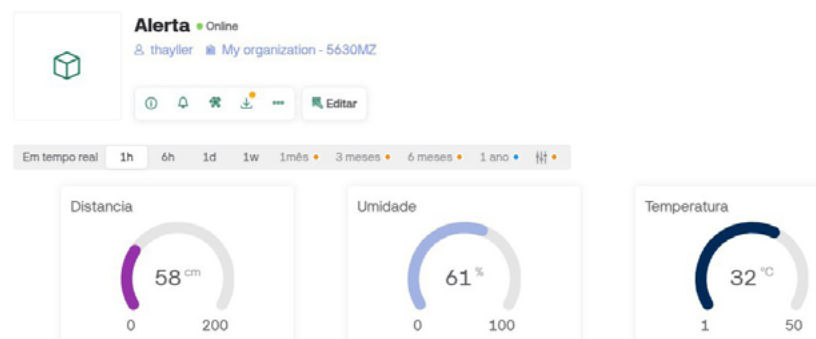 Alerta Online
thayller My organization - 5630MZ
Editar
Em tempo real 1h 6h 1d 1w 1mês 3 meses 6 meses 1 ano
Distancia Umidade Temperatura
58 cm 61 % 32 °C
0 200 0 100 1 50